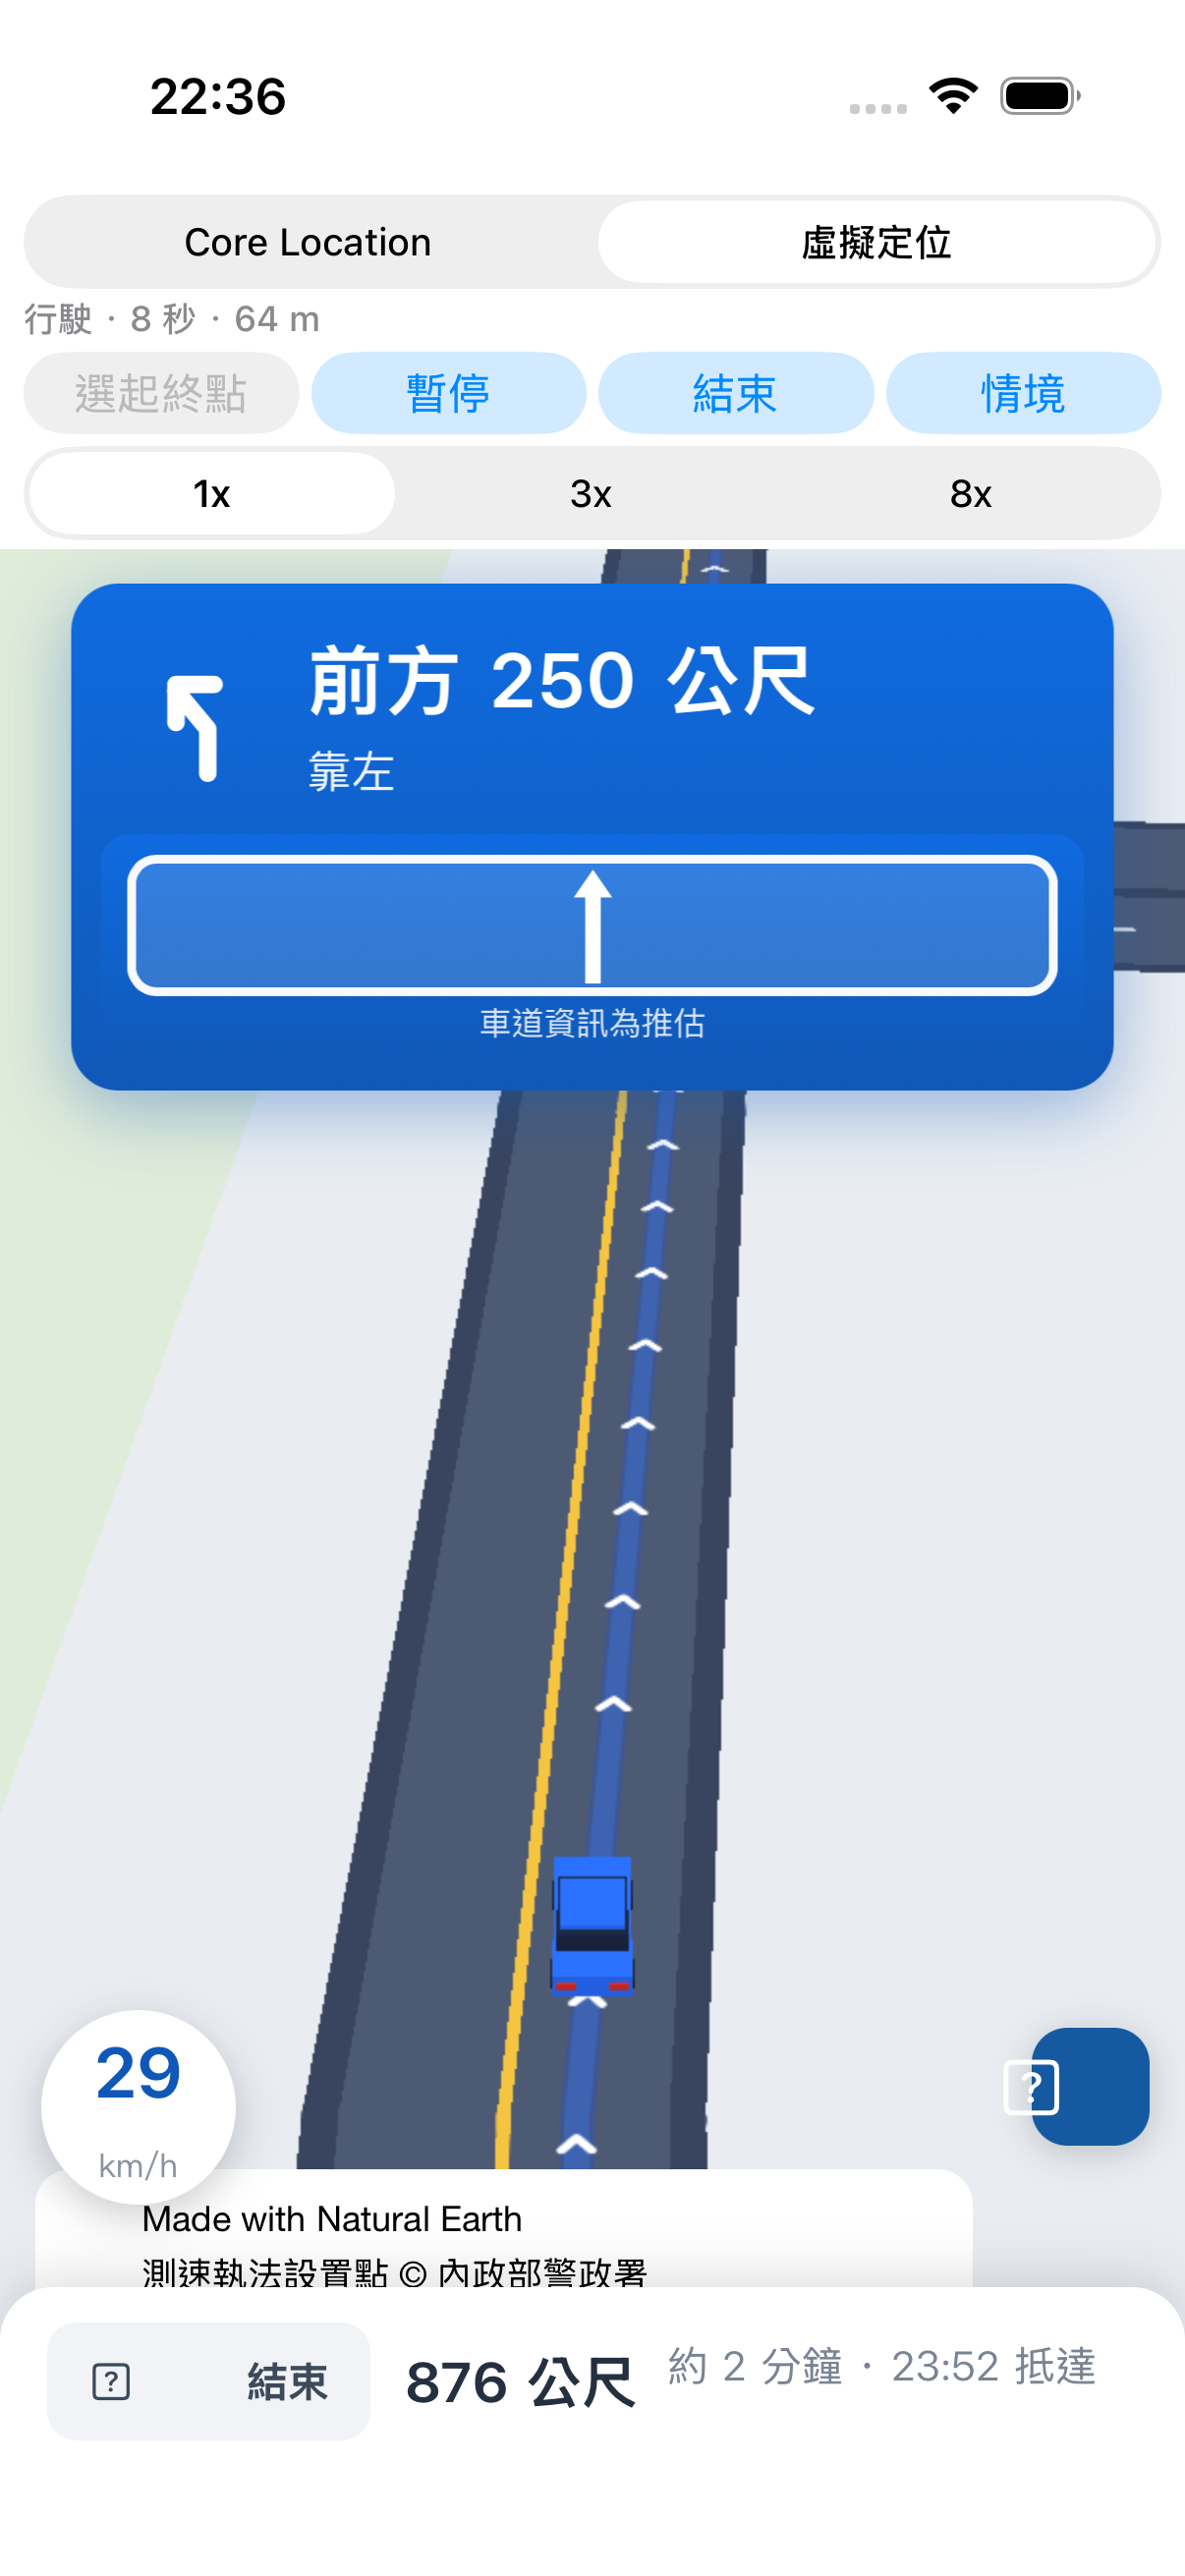 22:36
Core Location
虛擬定位
行駛 · 8 秒 · 64 m
選起終點
暫停
結束
情境
1x
3x
8x
前方 250 公尺
靠左
車道資訊為推估
29
km/h
?
Made with Natural Earth
測速執法設置點 © 內政部警政署
?
結束
876 公尺
約 2 分鐘 · 23:52 抵達